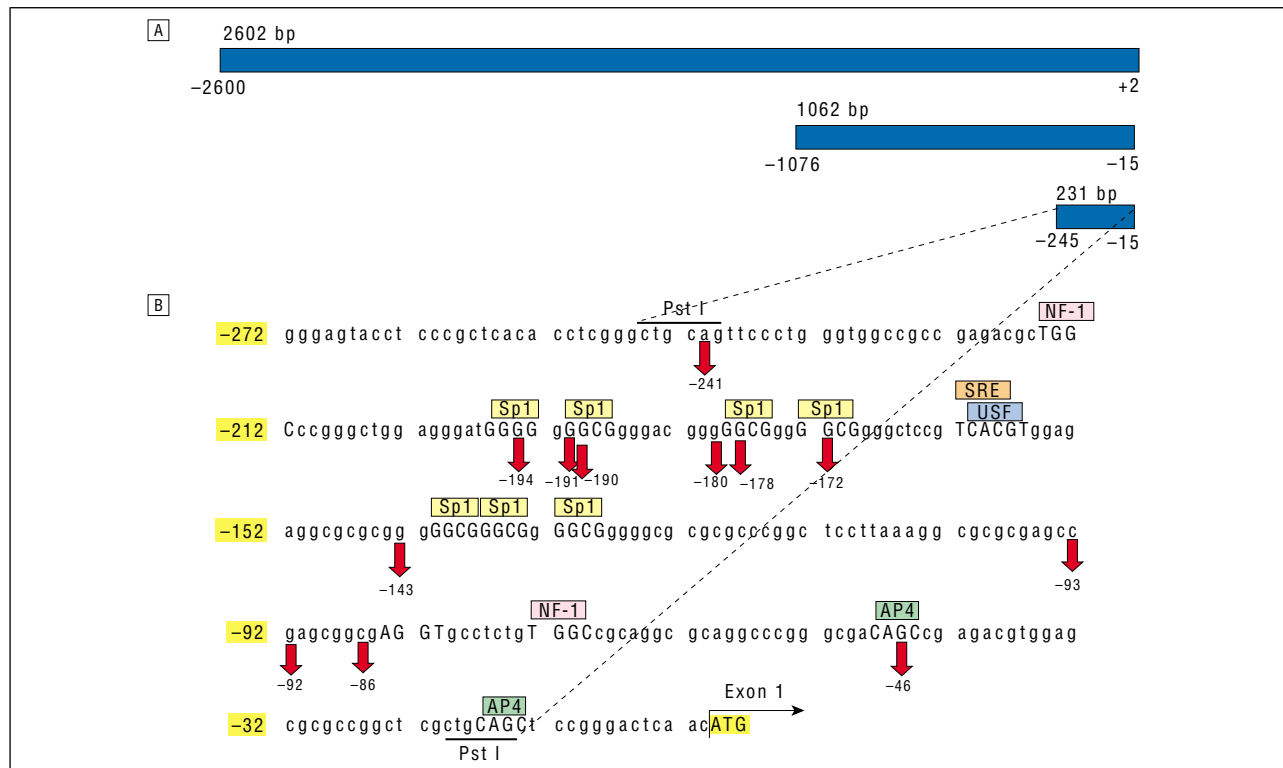 A
2602 bp
−2600 +2
1062 bp
−1076 −15
231 bp
−245 −15
B
Pst I
NF-1
−272 gggagtacct cccgctcaca cctcgggctg cagttccctg ggtggccgcc gagacgcTGG
−241
SRE
Sp1 Sp1 Sp1 Sp1 USF
−212 Cccgggctgg agggatGGGG gGGCGgggac gggGGCGggG GCGgggctccg TCACGTggag
−194 −191 −190 −180 −178 −172
Sp1 Sp1 Sp1
−152 aggcgcgcgg gGGCGGGCGg GGCGggggcg cgcgcccggc tccttaaagg cgcgcgagcc
−143 −93
NF-1 AP4
−92 gagcggcgAG GTgcctctgT GGCcgcaggc gcaggcccgg gcgaCAGCcg agacgtggag
−92 −86 −46
AP4 Exon 1
−32 cgcgccggct cgctgCAGCt ccgggactca acATG
Pst I